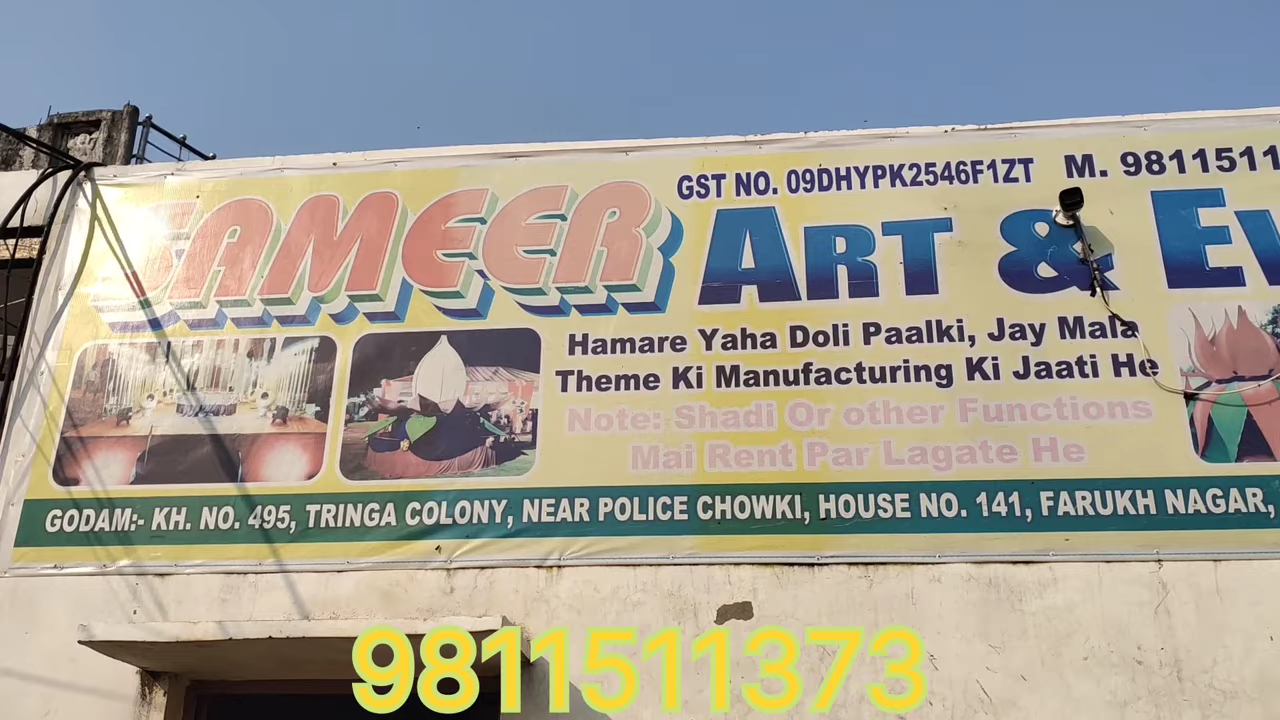 GST NO. 09DHYPK2546F1ZT M. 9811511
SAMEER ART & EV
Hamare Yaha Doli Paalki, Jay Mala
Theme Ki Manufacturing Ki Jaati He
Note: Shadi Or other Functions
Mai Rent Par Lagate He
GODAM:- KH. NO. 495, TRINGA COLONY, NEAR POLICE CHOWKI, HOUSE NO. 141, FARUKH NAGAR,
9811511373